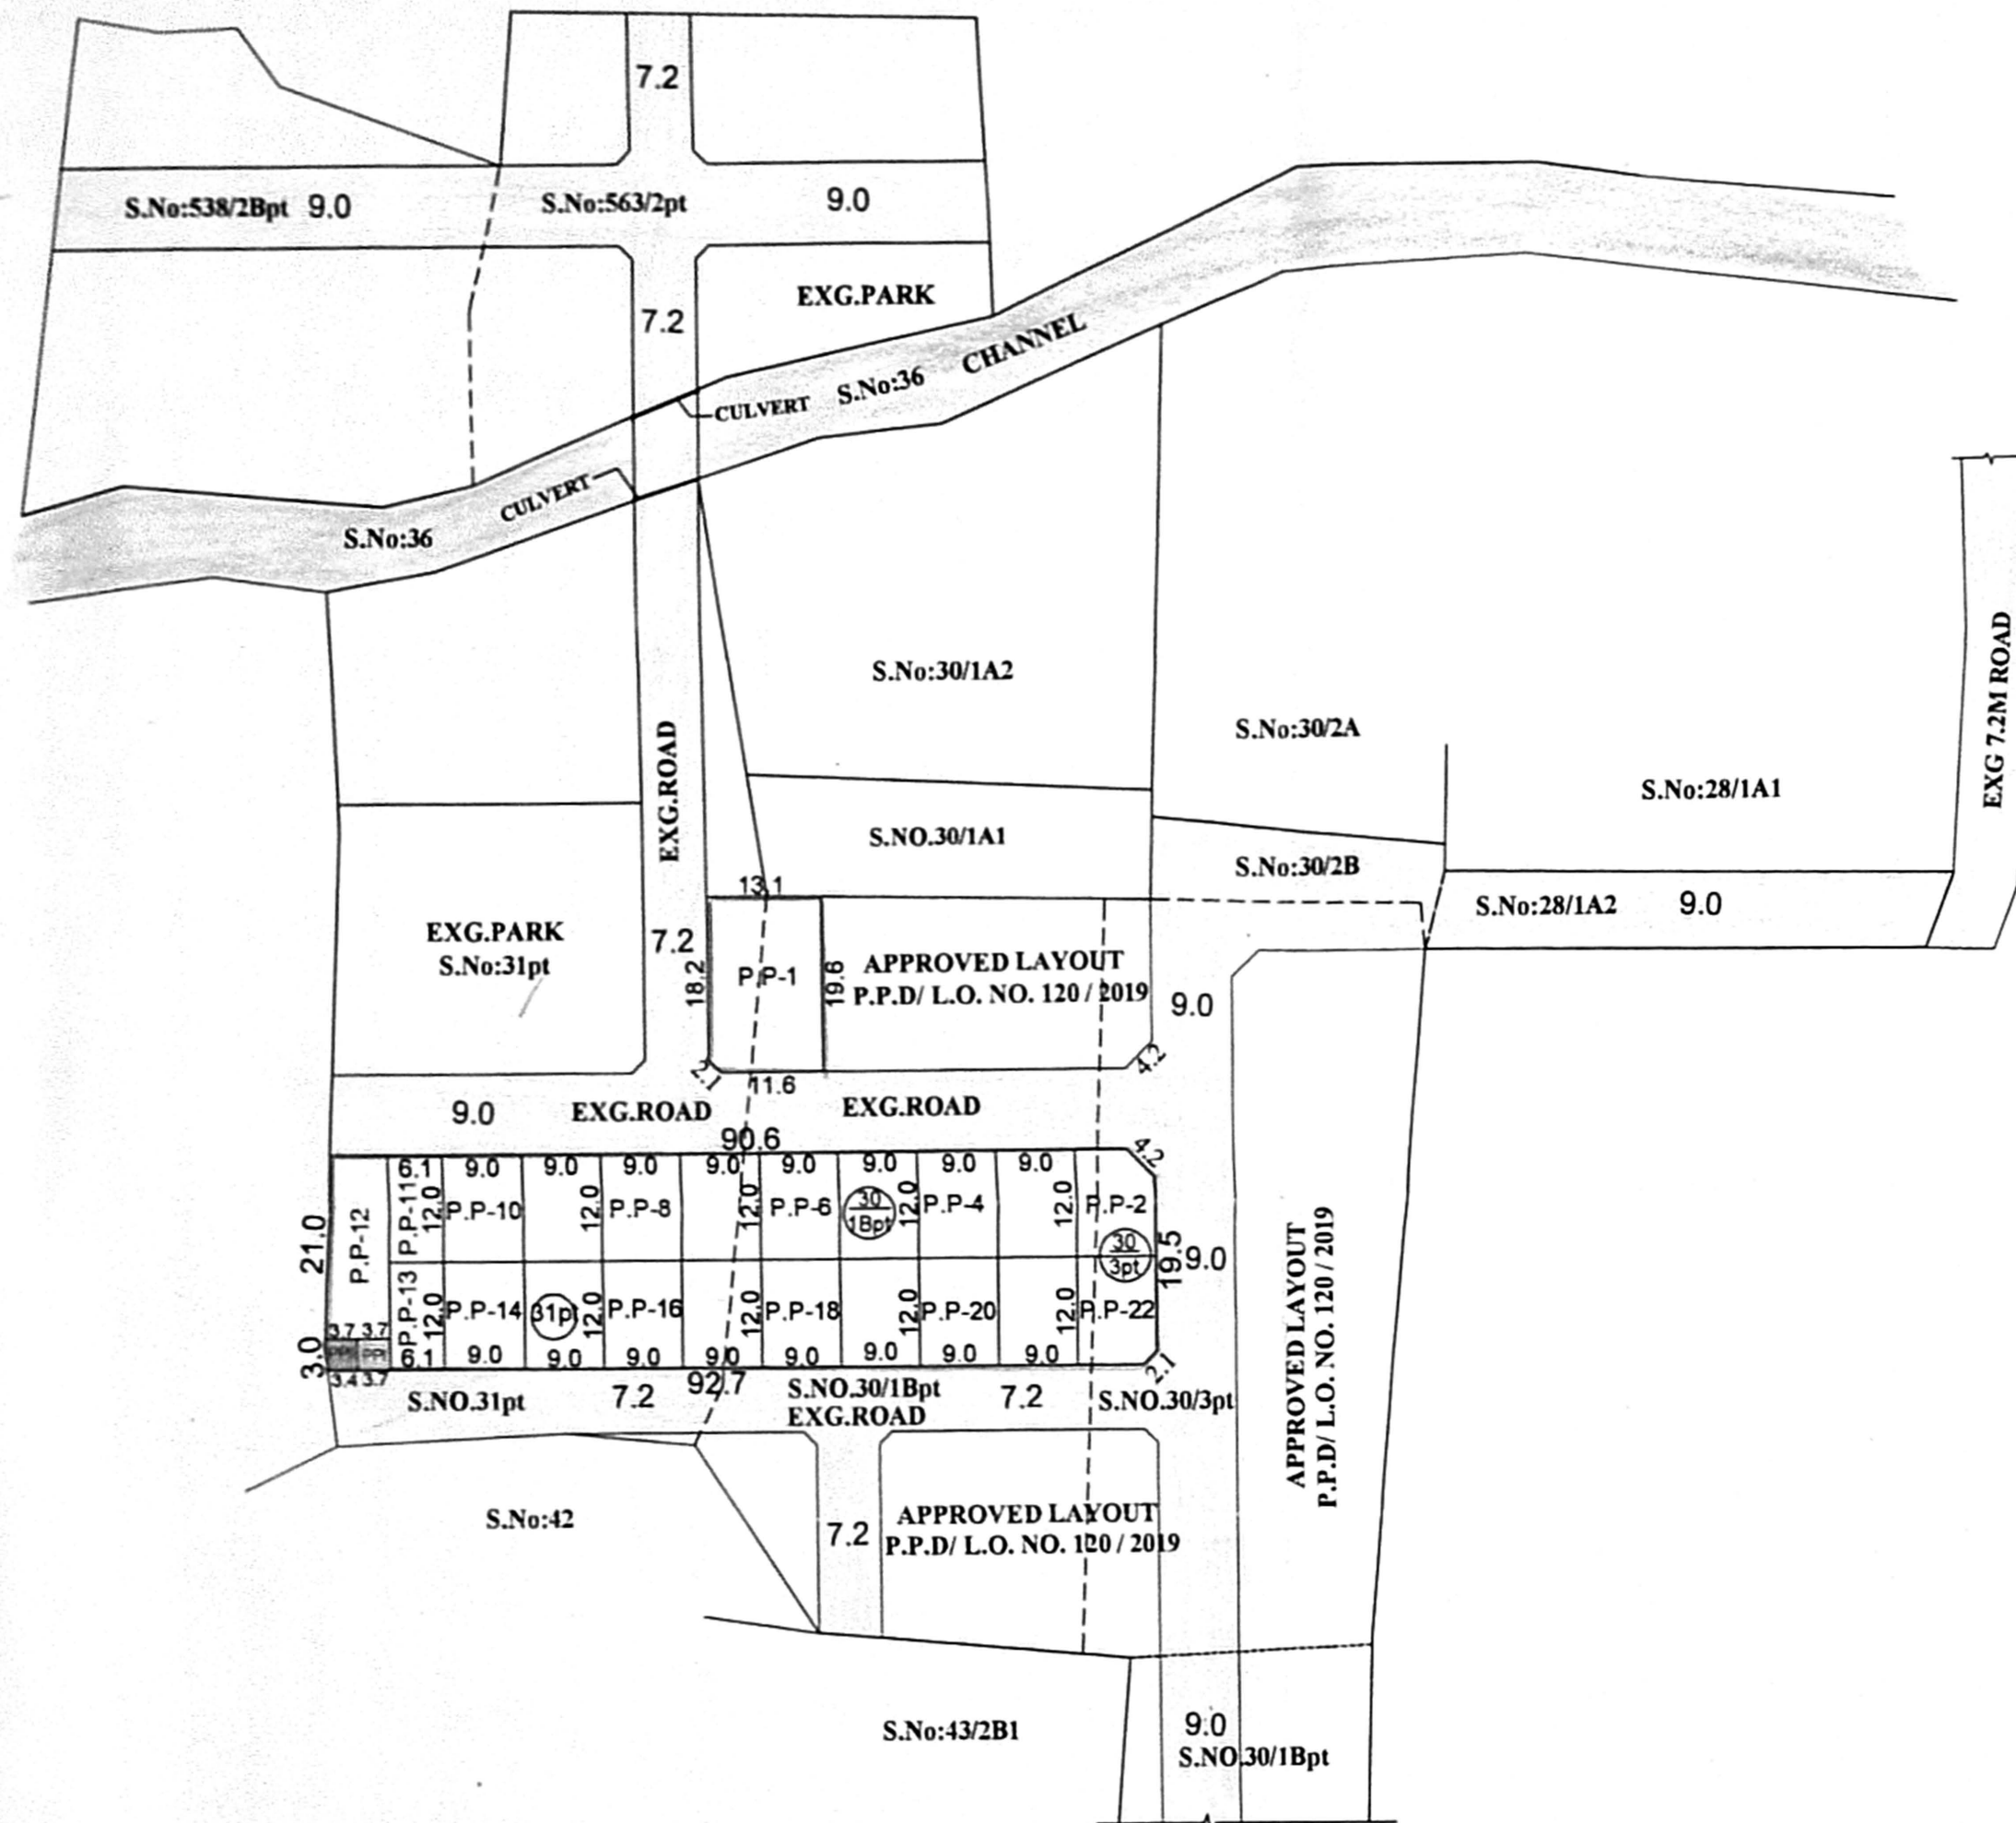 7.2
S.No:538/2Bpt 9.0
S.No:563/2pt
9.0
EXG.PARK
7.2
CHANNEL
S.No:36
CULVERT
CULVERT
S.No:36
EXG 7.2M ROAD
S.No:30/1A2
S.No:30/2A
S.No:28/1A1
EXG.ROAD
S.NO.30/1A1
S.No:30/2B
13.1
S.No:28/1A2 9.0
EXG.PARK
S.No:31pt
7.2
18.2
P.P-1
19.6
APPROVED LAYOUT
P.P.D/ L.O. NO. 120 / 2019
9.0
2.1
11.6
4.2
9.0
EXG.ROAD
EXG.ROAD
90.6
4.2
6.1 9.0 9.0 9.0 9.0 9.0 9.0 9.0 9.0
21.0
P.P-12
P.P-11
12.0
P.P-10
12.0
P.P-8
12.0
P.P-6
30
1Bpt
12.0
P.P-4
12.0
P.P-2
30
3pt
19.5
9.0
P.P-13
12.0
P.P-14
31pt
12.0
P.P-16
12.0
P.P-18
12.0
P.P-20
12.0
P.P-22
3.7 3.7
3.0
6.1 9.0 9.0 9.0 9.0 9.0 9.0 9.0 9.0
2.1
3.4 3.7
S.NO.31pt
7.2
92.7
S.NO.30/1Bpt
EXG.ROAD
7.2
S.NO.30/3pt
APPROVED LAYOUT
P.P.D/ L.O. NO. 120 / 2019
S.No:42
7.2
APPROVED LAYOUT
P.P.D/ L.O. NO. 120 / 2019
S.No:43/2B1
9.0
S.NO.30/1Bpt